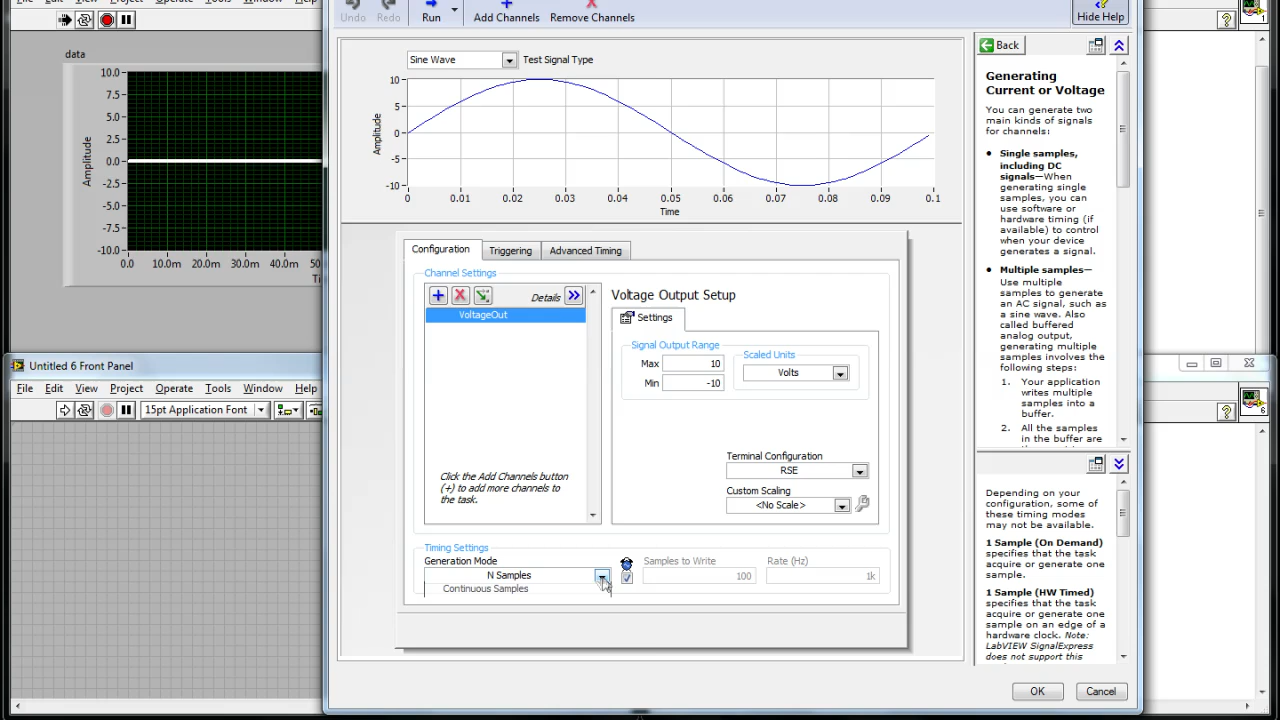 File Edit View Project Operate Tools Window Help
? 1
data
10.0
7.5
5.0
2.5
0.0
-2.5
-5.0
-7.5
-10.0
Amplitude
0.0 10.0m 20.0m 30.0m 40.0m
Undo Redo Run Add Channels Remove Channels Hide Help
Sine Wave Test Signal Type
10
5
0
-5
-10
Amplitude
0 0.01 0.02 0.03 0.04 0.05 0.06 0.07 0.08 0.09 0.1
Time
Configuration Triggering Advanced Timing
Channel Settings
Details
VoltageOut
Click the Add Channels button
(+) to add more channels to
the task.
Voltage Output Setup
Settings
Signal Output Range
Max 10
Min -10
Scaled Units
Volts
Terminal Configuration
RSE
Custom Scaling
<No Scale>
Timing Settings
Generation Mode
N Samples
Continuous Samples
Samples to Write
100
Rate (Hz)
1k
OK Cancel
Back
Generating
Current or Voltage
You can generate two
main kinds of signals
for channels:
• Single samples,
including DC
signals—When
generating single
samples, you can
use software or
hardware timing (if
available) to control
when your device
generates a signal.
• Multiple samples—
Use multiple
samples to generate
an AC signal, such as
a sine wave. Also
called buffered
analog output,
generating multiple
samples involves the
following steps:
1. Your application
writes multiple
samples into a
buffer.
2. All the samples
in the buffer are
Depending on your
configuration, some of
these timing modes
may not be available.
1 Sample (On Demand)
specifies that the task
acquire or generate one
sample on demand.
1 Sample (HW Timed)
specifies that the task
acquire or generate one
sample on an edge of a
hardware clock. Note:
LabVIEW SignalExpress
does not support this
Untitled 6 Front Panel
File Edit View Project Operate Tools Window Help
15pt Application Font
? 6